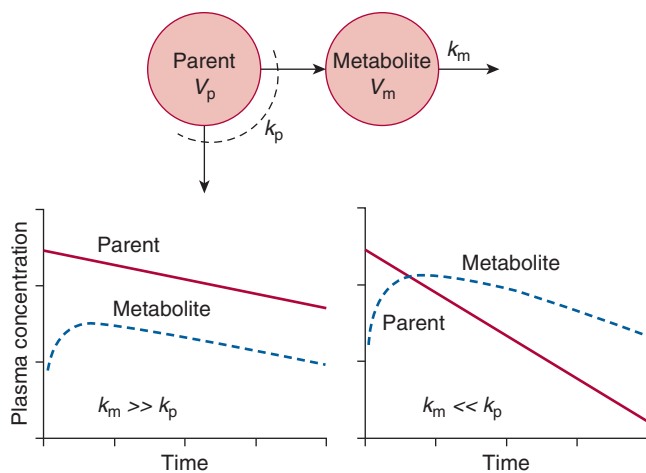 Parent
Vp
Metabolite
Vm
km
kp
Plasma concentration
Parent
Metabolite
km >> kp
Time
Metabolite
Parent
km << kp
Time